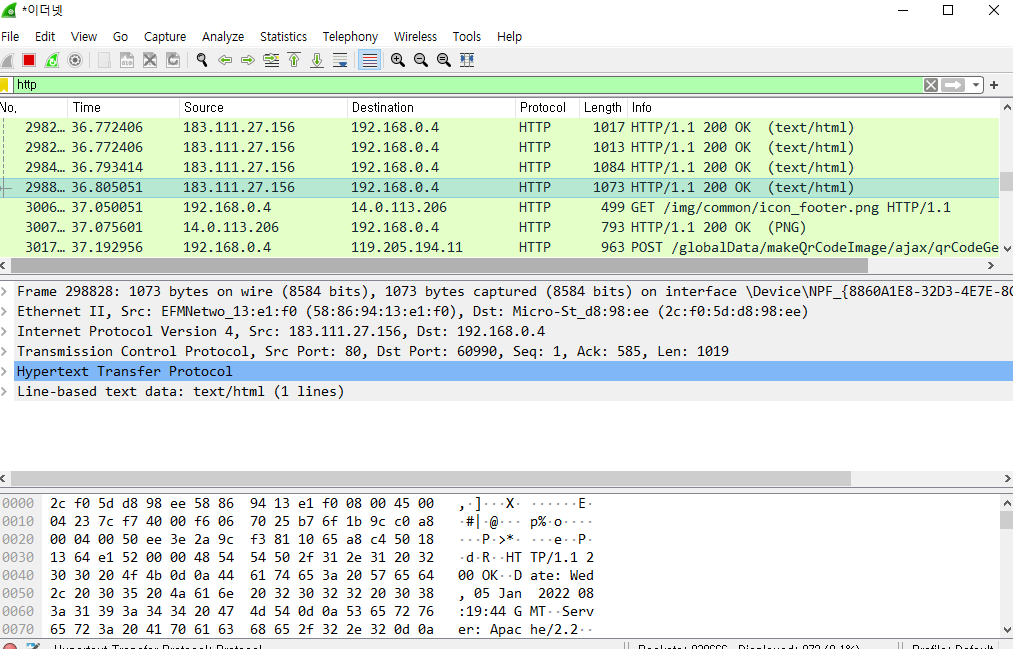 *이더넷
File Edit View Go Capture Analyze Statistics Telephony Wireless Tools Help
http
No. Time Source Destination Protocol Length Info
2982… 36.772406 183.111.27.156 192.168.0.4 HTTP 1017 HTTP/1.1 200 OK (text/html)
2982… 36.772406 183.111.27.156 192.168.0.4 HTTP 1013 HTTP/1.1 200 OK (text/html)
2984… 36.793414 183.111.27.156 192.168.0.4 HTTP 1084 HTTP/1.1 200 OK (text/html)
2988… 36.805051 183.111.27.156 192.168.0.4 HTTP 1073 HTTP/1.1 200 OK (text/html)
3006… 37.050051 192.168.0.4 14.0.113.206 HTTP 499 GET /img/common/icon_footer.png HTTP/1.1
3007… 37.075601 14.0.113.206 192.168.0.4 HTTP 793 HTTP/1.1 200 OK (PNG)
3017… 37.192956 192.168.0.4 119.205.194.11 HTTP 963 POST /globalData/makeQrCodeImage/ajax/qrCodeGe
Frame 298828: 1073 bytes on wire (8584 bits), 1073 bytes captured (8584 bits) on interface \Device\NPF_{8860A1E8-32D3-4E7E-8C
Ethernet II, Src: EFMNetwo_13:e1:f0 (58:86:94:13:e1:f0), Dst: Micro-St_d8:98:ee (2c:f0:5d:d8:98:ee)
Internet Protocol Version 4, Src: 183.111.27.156, Dst: 192.168.0.4
Transmission Control Protocol, Src Port: 80, Dst Port: 60990, Seq: 1, Ack: 585, Len: 1019
Hypertext Transfer Protocol
Line-based text data: text/html (1 lines)
0000 2c f0 5d d8 98 ee 58 86 94 13 e1 f0 08 00 45 00 ,·]···X· ······E·
0010 04 23 7c f7 40 00 f6 06 70 25 b7 6f 1b 9c c0 a8 ·#|·@··· p%·o····
0020 00 04 00 50 ee 3e 2a 9c f3 81 10 65 a8 c4 50 18 ···P·>*· ···e··P·
0030 13 64 e1 52 00 00 48 54 54 50 2f 31 2e 31 20 32 ·d·R··HT TP/1.1 2
0040 30 30 20 4f 4b 0d 0a 44 61 74 65 3a 20 57 65 64 00 OK··D ate: Wed
0050 2c 20 30 35 20 4a 61 6e 20 32 30 32 32 20 30 38 , 05 Jan 2022 08
0060 3a 31 39 3a 34 34 20 47 4d 54 0d 0a 53 65 72 76 :19:44 G MT··Serv
0070 65 72 3a 20 41 70 61 63 68 65 2f 32 2e 32 0d 0a er: Apac he/2.2··